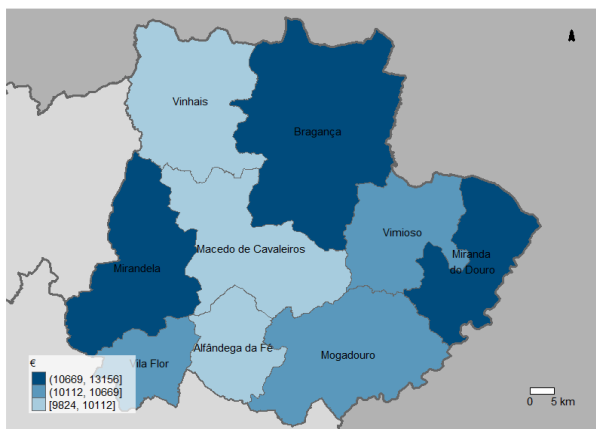 Vinhais
Bragança
Vimioso
Macedo de Cavaleiros
Miranda
do Douro
Mirandela
Alfândega da Fé
Mogadouro
Vila Flor
€
(10669, 13156]
(10112, 10669]
[9824, 10112]
0
5 km